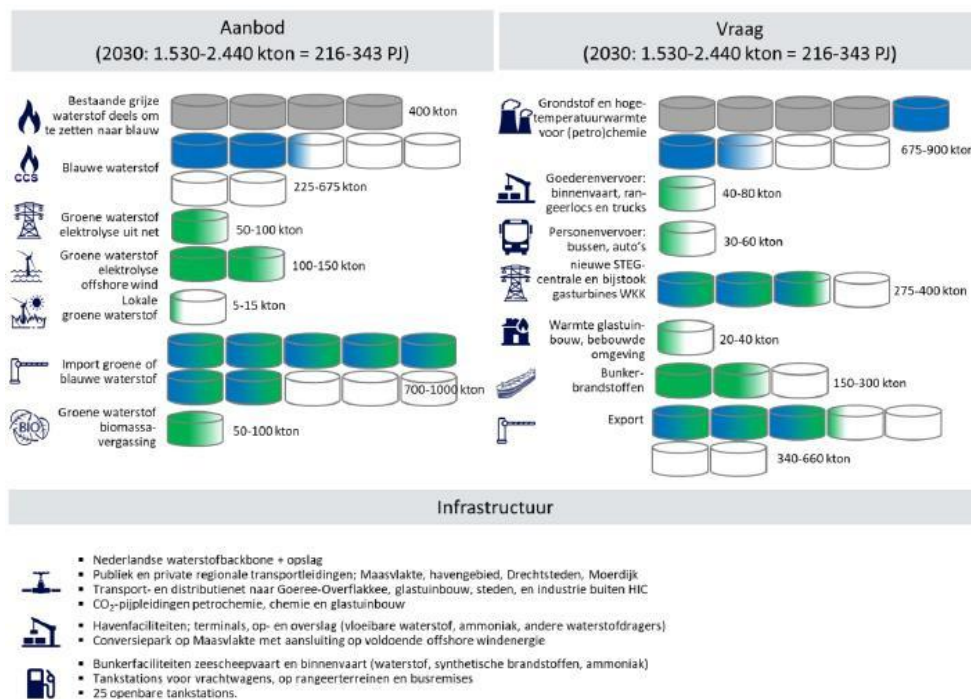 Aanbod
(2030: 1.530-2.440 kton = 216-343 PJ)
Bestaande grijze
waterstof deels om
te zetten naar blauw
400 kton
Blauwe waterstof
CCS
225-675 kton
Groene waterstof
elektrolyse uit net
50-100 kton
Groene waterstof
elektrolyse
offshore wind
100-150 kton
Lokale
groene waterstof
5-15 kton
Import groene of
blauwe waterstof
700-1000 kton
BIO
Groene waterstof
biomassa-
vergassing
50-100 kton
Vraag
(2030: 1.530-2.440 kton = 216-343 PJ)
Grondstof en hoge-
temperatuurwarmte
voor (petro)chemie
675-900 kton
Goederenvervoer:
binnenvaart, ran-
geerlocs en trucks
40-80 kton
Personenvervoer:
bussen, auto's
30-60 kton
nieuwe STEG-
centrale en bijstook
gasturbines WKK
275-400 kton
Warmte glastuin-
bouw, bebouwde
omgeving
20-40 kton
Bunker-
brandstoffen
150-300 kton
Export
340-660 kton
Infrastructuur
▪ Nederlandse waterstofbackbone + opslag
▪ Publiek en private regionale transportleidingen; Maasvlakte, havengebied, Drechtsteden, Moerdijk
▪ Transport- en distributienet naar Goeree-Overflakkee, glastuinbouw, steden, en industrie buiten HIC
▪ CO₂-pijpleidingen petrochemie, chemie en glastuinbouw
▪ Havenfaciliteiten; terminals, op- en overslag (vloeibare waterstof, ammoniak, andere waterstofdragers)
▪ Conversiepark op Maasvlakte met aansluiting op voldoende offshore windenergie
▪ Bunkerfaciliteiten zeescheepvaart en binnenvaart (waterstof, synthetische brandstoffen, ammoniak)
▪ Tankstations voor vrachtwagens, op rangeerterreinen en busremises
▪ 25 openbare tankstations.